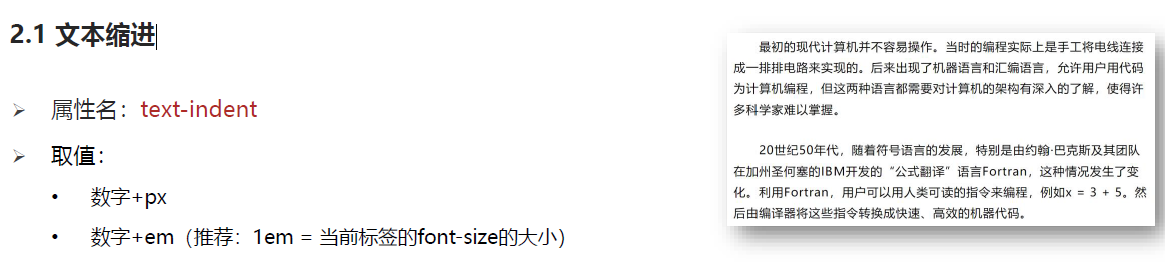 2.1 文本缩进
➢ 属性名：text-indent
➢ 取值：
• 数字+px
• 数字+em（推荐：1em = 当前标签的font-size的大小）
最初的现代计算机并不容易操作。当时的编程实际上是手工将电线连接
成一排排电路来实现的。后来出现了机器语言和汇编语言，允许用户用代码
为计算机编程，但这两种语言都需要对计算机的架构有深入的了解，使得许
多科学家难以掌握。
20世纪50年代，随着符号语言的发展，特别是由约翰·巴克斯及其团队
在加州圣何塞的IBM开发的“公式翻译”语言Fortran，这种情况发生了变
化。利用Fortran，用户可以用人类可读的指令来编程，例如x = 3 + 5。然
后由编译器将这些指令转换成快速、高效的机器代码。